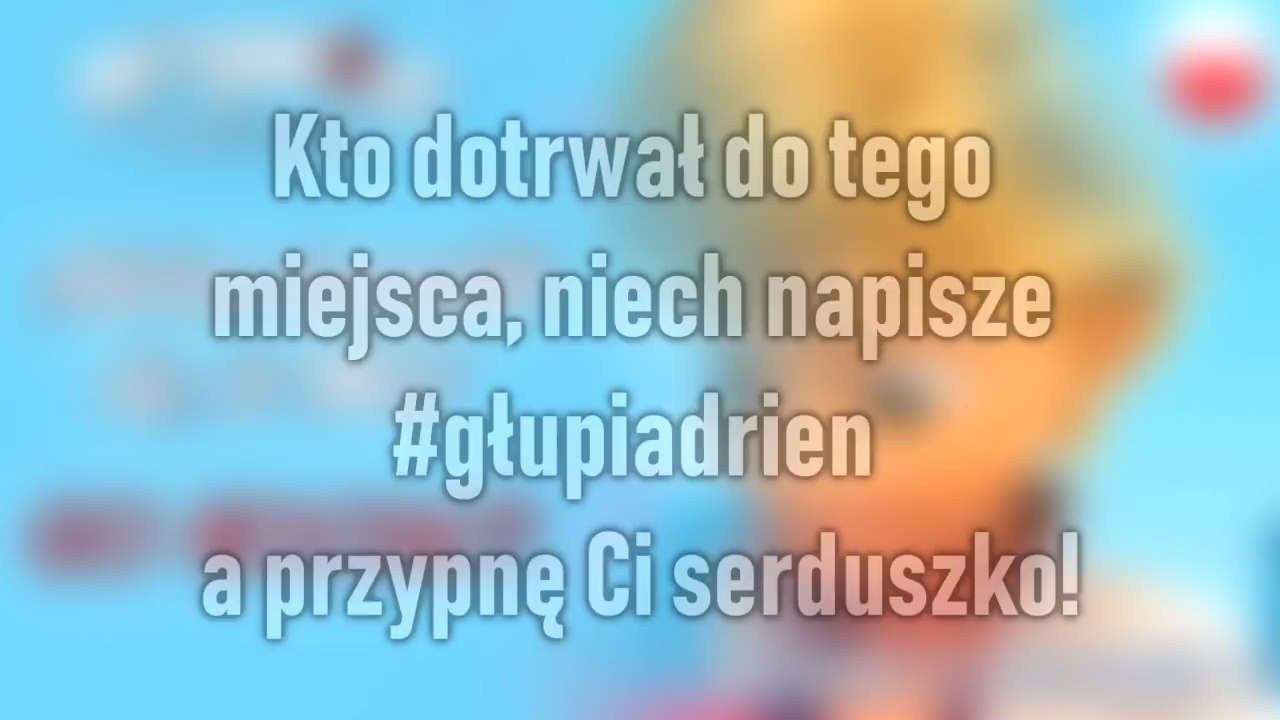 Kto dotrwał do tego
miejsca, niech napisze
#głupiadrien
a przypnę Ci serduszko!